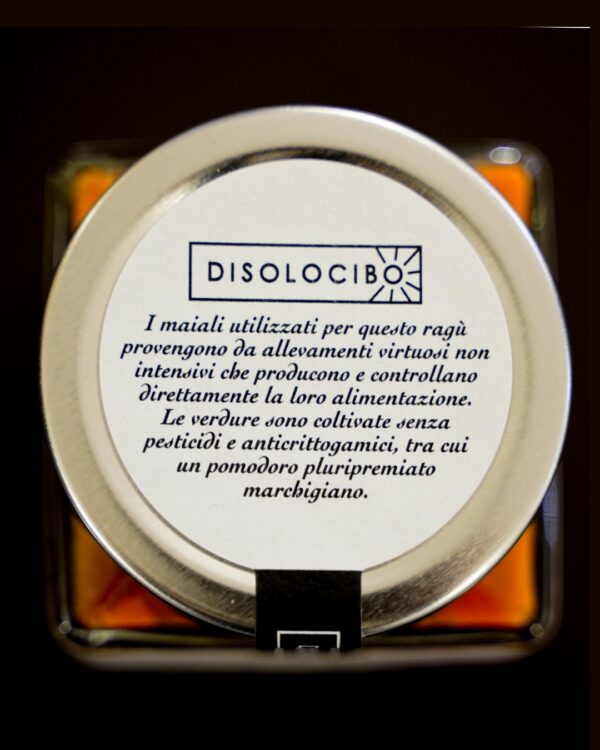 DISOLOCIBO
I maiali utilizzati per questo ragù
provengono da allevamenti virtuosi non
intensivi che producono e controllano
direttamente la loro alimentazione.
Le verdure sono coltivate senza
pesticidi e anticrittogamici, tra cui
un pomodoro pluripremiato
marchigiano.